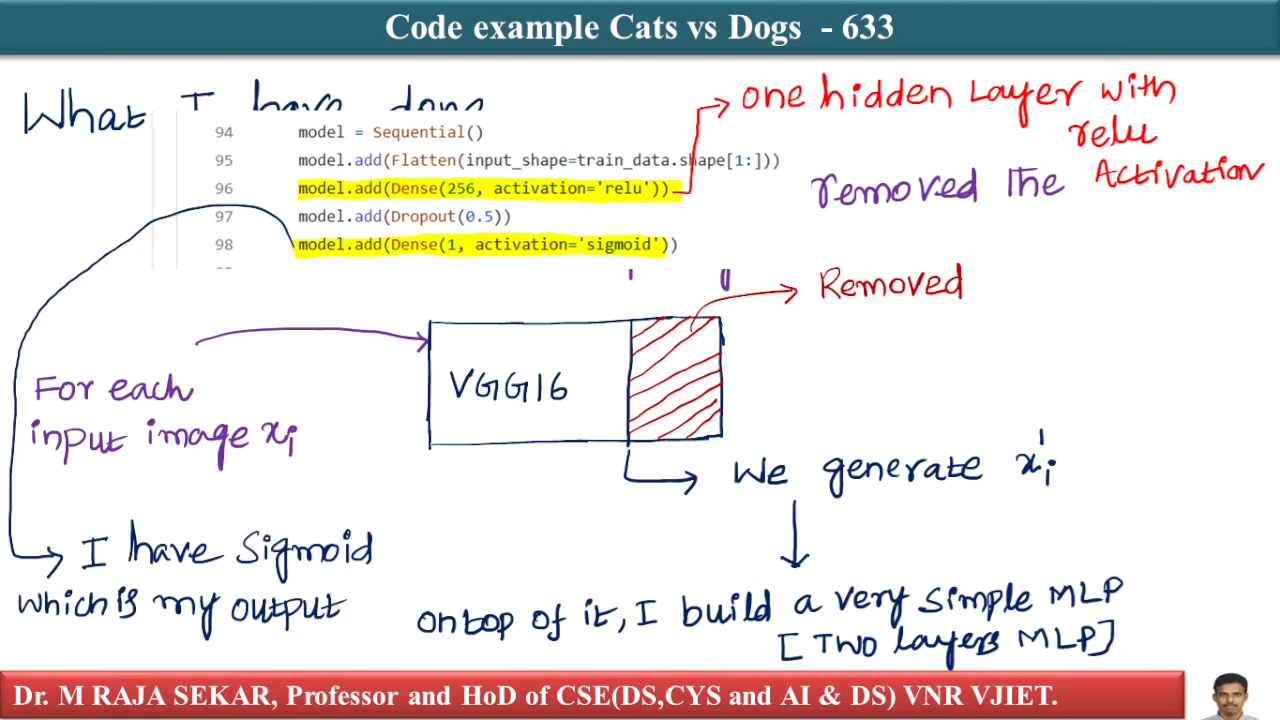 Code example Cats vs Dogs - 633
What I have done
94 model = Sequential()
95 model.add(Flatten(input_shape=train_data.shape[1:]))
96 model.add(Dense(256, activation='relu'))
97 model.add(Dropout(0.5))
98 model.add(Dense(1, activation='sigmoid'))
one hidden Layer with
relu
Activation
removed the
Removed
VGG16
For each
input image xi
We generate x'i
I have Sigmoid
which is my output
on top of it, I build a very simple MLP
[Two layers MLP]
Dr. M RAJA SEKAR, Professor and HoD of CSE(DS,CYS and AI & DS) VNR VJIET.